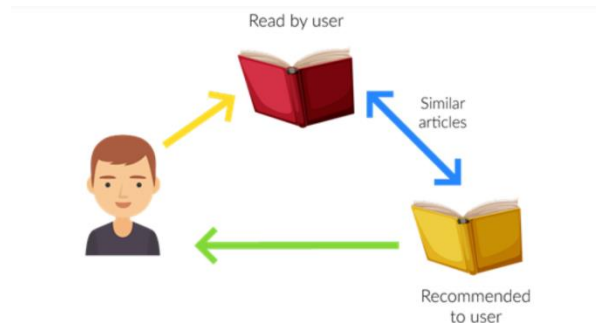 Read by user
Similar
articles
Recommended
to user